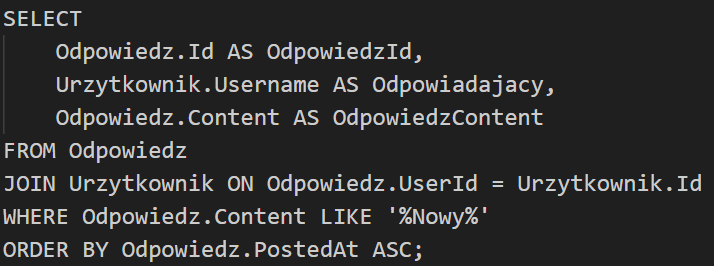 SELECT
    Odpowiedz.Id AS OdpowiedzId,
    Urzytkownik.Username AS Odpowiadajacy,
    Odpowiedz.Content AS OdpowiedzContent
FROM Odpowiedz
JOIN Urzytkownik ON Odpowiedz.UserId = Urzytkownik.Id
WHERE Odpowiedz.Content LIKE '%Nowy%'
ORDER BY Odpowiedz.PostedAt ASC;